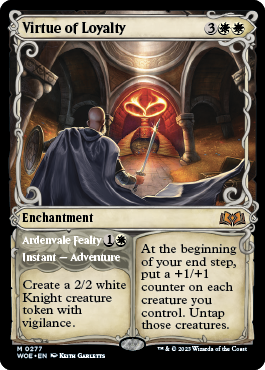 Virtue of Loyalty 3
Enchantment
Ardenvale Fealty 1
Instant — Adventure
Create a 2/2 white
Knight creature
token with
vigilance.
At the beginning
of your end step,
put a +1/+1
counter on each
creature you
control. Untap
those creatures.
M 0277
WOE • EN Keith Garletts
™ & © 2023 Wizards of the Coast